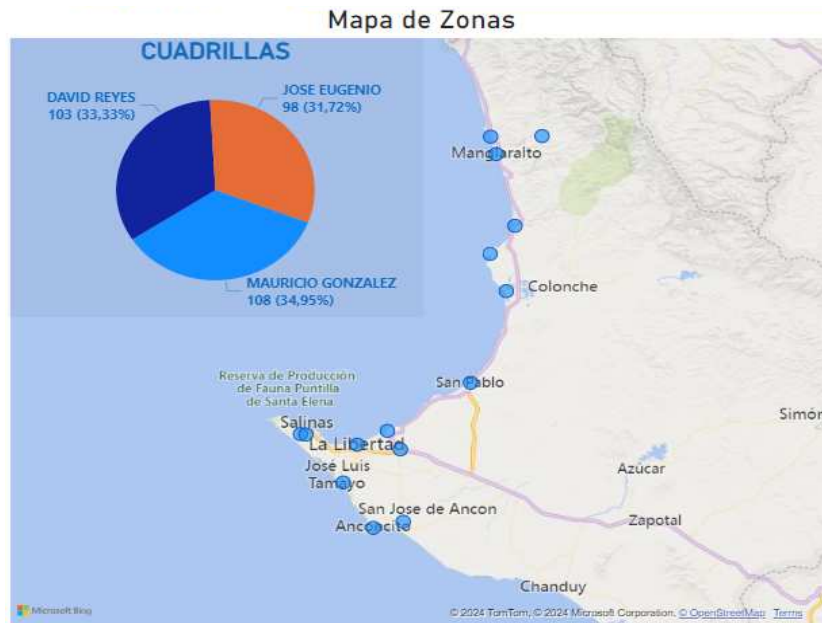 Mapa de Zonas
CUADRILLAS
DAVID REYES
103 (33,33%)
JOSE EUGENIO
98 (31,72%)
MAURICIO GONZALEZ
108 (34,95%)
Manglaralto
Colonche
San Pablo
Reserva de Producción
de Fauna Puntilla
de Santa Elena
Salinas
La Libertad
José Luis
Tamayo
San Jose de Ancon
Anconcito
Simón
Azúcar
Zapotal
Chanduy
Microsoft Bing
© 2024 TomTom, © 2024 Microsoft Corporation, © OpenStreetMap Terms